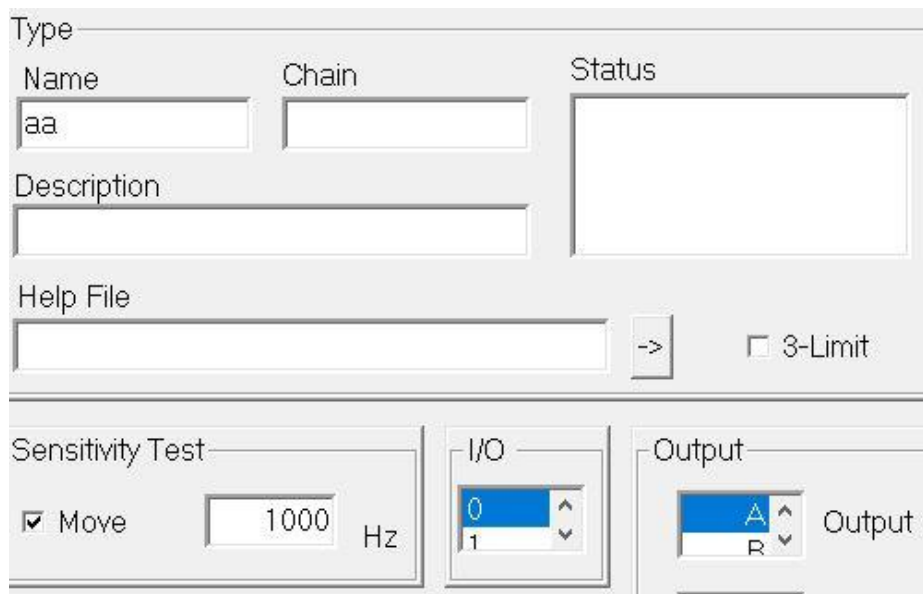 Type
Name Chain Status
aa
Description
Help File
-> 3-Limit
Sensitivity Test I/O Output
Move 1000 Hz 0 A Output
1 B